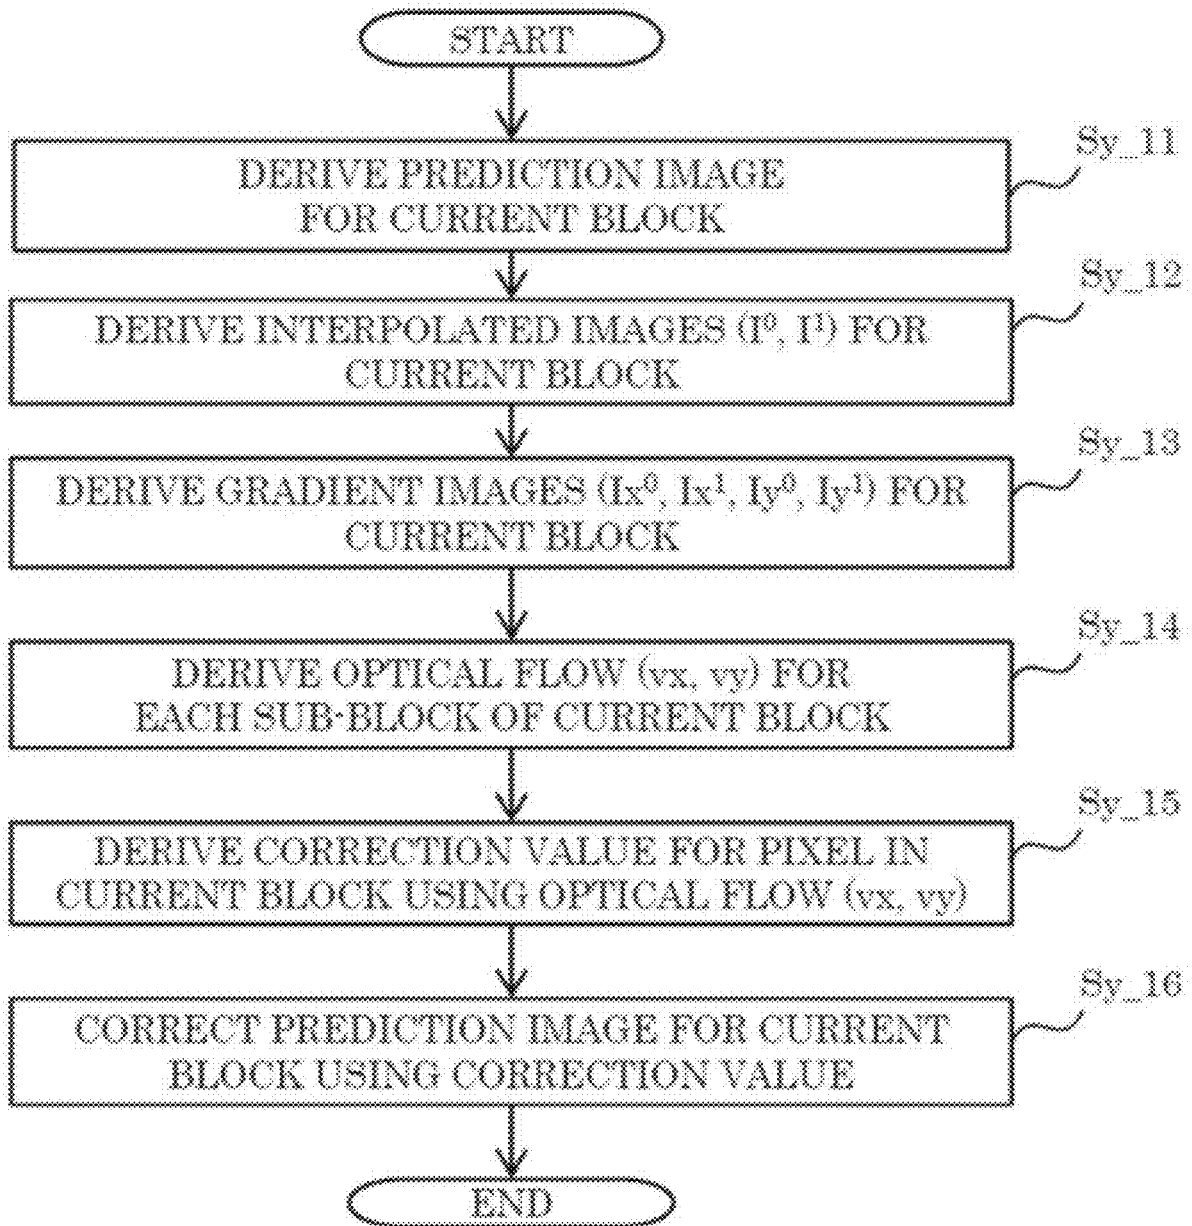 START
Sy_11
DERIVE PREDICTION IMAGE
FOR CURRENT BLOCK
Sy_12
DERIVE INTERPOLATED IMAGES (I⁰, I¹) FOR
CURRENT BLOCK
Sy_13
DERIVE GRADIENT IMAGES (Ix⁰, Ix¹, Iy⁰, Iy¹) FOR
CURRENT BLOCK
Sy_14
DERIVE OPTICAL FLOW (vx, vy) FOR
EACH SUB-BLOCK OF CURRENT BLOCK
Sy_15
DERIVE CORRECTION VALUE FOR PIXEL IN
CURRENT BLOCK USING OPTICAL FLOW (vx, vy)
Sy_16
CORRECT PREDICTION IMAGE FOR CURRENT
BLOCK USING CORRECTION VALUE
END